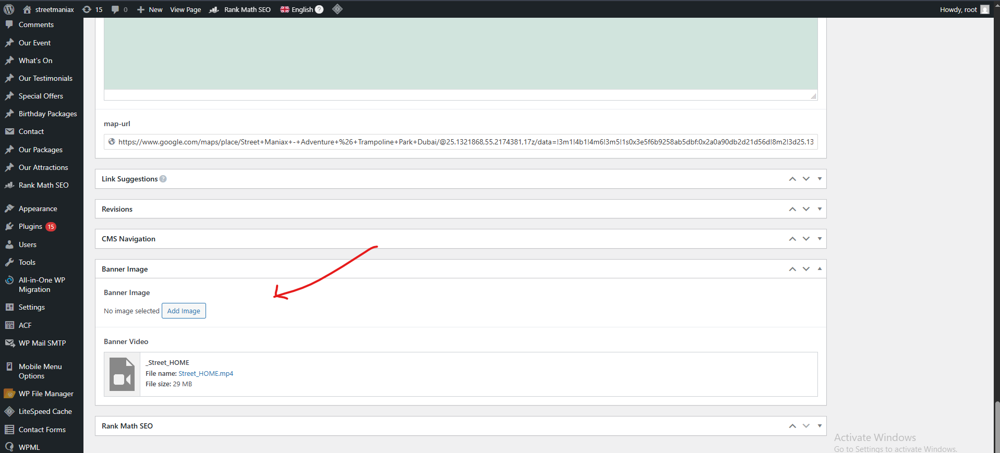 streetmaniax 15 0 New View Page Rank Math SEO English ? Howdy, root
Comments
Our Event
What's On
Our Testimonials
Special Offers
Birthday Packages
Contact
Our Packages
Our Attractions
Rank Math SEO
Appearance
Plugins 15
Users
Tools
All-in-One WP
Migration
Settings
ACF
WP Mail SMTP
Mobile Menu
Options
WP File Manager
LiteSpeed Cache
Contact Forms
WPML
map-url
https://www.google.com/maps/place/Street+Maniax+-+Adventure+%26+Trampoline+Park+Dubai/@25.1321868,55.2174381,17z/data=!3m1!4b1!4m6!3m5!1s0x3e5f6b9258ab5dbf:0x2a0a90db2d21d56d!8m2!3d25.13
Link Suggestions ?
Revisions
CMS Navigation
Banner Image
Banner Image
No image selected Add Image
Banner Video
_Street_HOME
File name: Street_HOME.mp4
File size: 29 MB
Rank Math SEO
Activate Windows
Go to Settings to activate Windows.